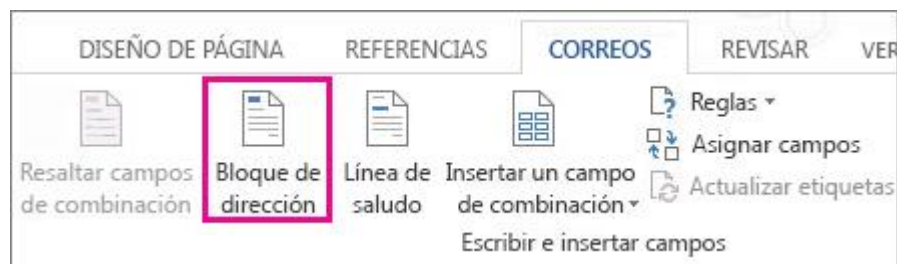 DISEÑO DE PÁGINA REFERENCIAS CORREOS REVISAR VER
Resaltar campos
de combinación
Bloque de
dirección
Línea de
saludo
Insertar un campo
de combinación
Reglas
Asignar campos
Actualizar etiquetas
Escribir e insertar campos